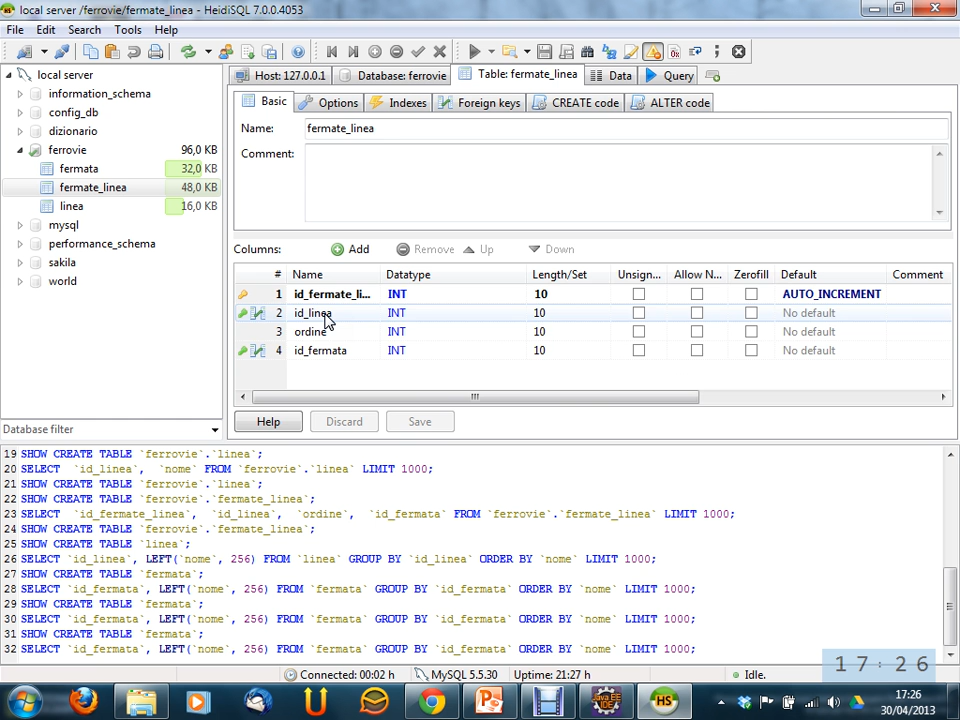 local server /ferrovie/fermate_linea - HeidiSQL 7.0.0.4053
File Edit Search Tools Help
local server
information_schema
config_db
dizionario
ferrovie 96,0 KB
fermata 32,0 KB
fermate_linea 48,0 KB
linea 16,0 KB
mysql
performance_schema
sakila
world
Database filter
Host: 127.0.0.1 Database: ferrovie Table: fermate_linea Data Query
Basic Options Indexes Foreign keys CREATE code ALTER code
Name: fermate_linea
Comment:
Columns: Add Remove Up Down
# Name Datatype Length/Set Unsign... Allow N... Zerofill Default Comment
1 id_fermate_li... INT 10 AUTO_INCREMENT
2 id_linea INT 10 No default
3 ordine INT 10 No default
4 id_fermata INT 10 No default
Help Discard Save
19 SHOW CREATE TABLE `ferrovie`.`linea`;
20 SELECT `id_linea`, `nome` FROM `ferrovie`.`linea` LIMIT 1000;
21 SHOW CREATE TABLE `ferrovie`.`linea`;
22 SHOW CREATE TABLE `ferrovie`.`fermate_linea`;
23 SELECT `id_fermate_linea`, `id_linea`, `ordine`, `id_fermata` FROM `ferrovie`.`fermate_linea` LIMIT 1000;
24 SHOW CREATE TABLE `ferrovie`.`fermate_linea`;
25 SHOW CREATE TABLE `linea`;
26 SELECT `id_linea`, LEFT(`nome`, 256) FROM `linea` GROUP BY `id_linea` ORDER BY `nome` LIMIT 1000;
27 SHOW CREATE TABLE `fermata`;
28 SELECT `id_fermata`, LEFT(`nome`, 256) FROM `fermata` GROUP BY `id_fermata` ORDER BY `nome` LIMIT 1000;
29 SHOW CREATE TABLE `fermata`;
30 SELECT `id_fermata`, LEFT(`nome`, 256) FROM `fermata` GROUP BY `id_fermata` ORDER BY `nome` LIMIT 1000;
31 SHOW CREATE TABLE `fermata`;
32 SELECT `id_fermata`, LEFT(`nome`, 256) FROM `fermata` GROUP BY `id_fermata` ORDER BY `nome` LIMIT 1000;
Connected: 00:02 h MySQL 5.5.30 Uptime: 21:27 h Idle.
17:26
Java EE IDE
HS
17:26
30/04/2013